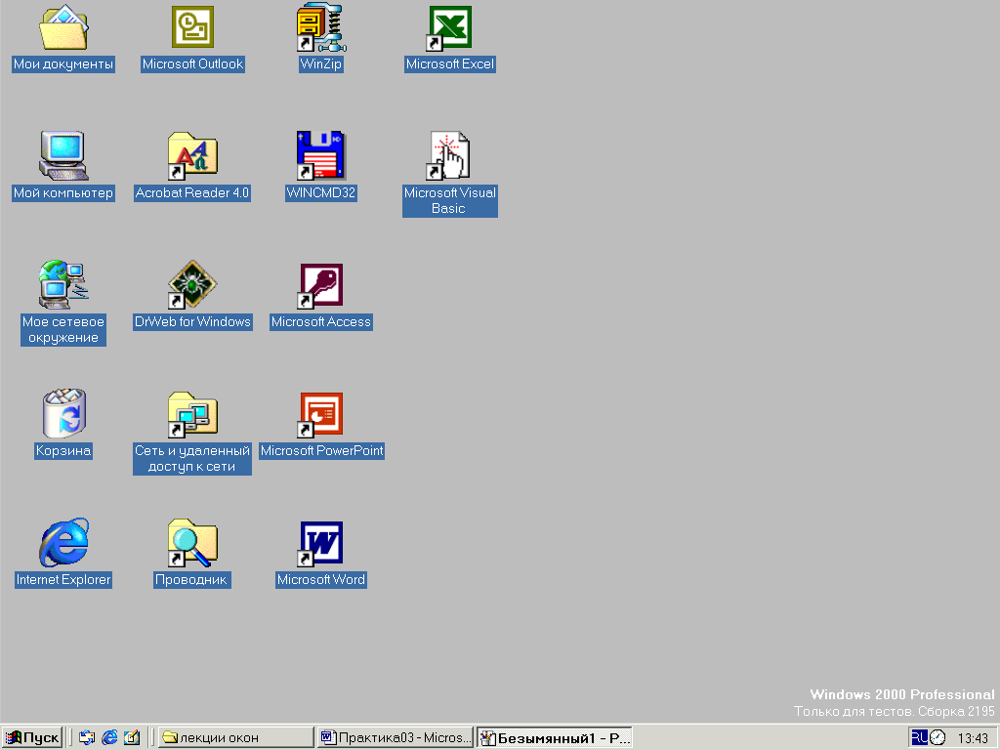 Мои документы
Microsoft Outlook
WinZip
Microsoft Excel
Мой компьютер
Acrobat Reader 4.0
WINCMD32
Microsoft Visual
Basic
Мое сетевое
окружение
DrWeb for Windows
Microsoft Access
Корзина
Сеть и удаленный
доступ к сети
Microsoft PowerPoint
Internet Explorer
Проводник
Microsoft Word
Windows 2000 Professional
Только для тестов. Сборка 2195
Пуск
лекции окон
Практика03 - Micros...
Безымянный1 - P...
RU
13:43